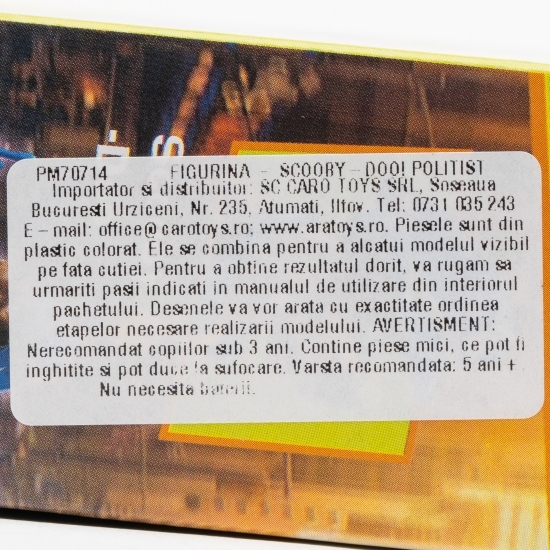 PM70714 FIGURINA - SCOOBY - DOO! POLITIST
Importator si distribuitor: SC CARO TOYS SRL, Soseaua
Bucuresti Urziceni, Nr. 235, Afumati, Ilfov. Tel: 0731 035 243
E - mail: office@carotoys.ro; www.aratoys.ro. Piesele sunt din
plastic colorat. Ele se combina pentru a alcatui modelul vizibil
pe fata cutiei. Pentru a obtine rezultatul dorit, va rugam sa
urmariti pasii indicati in manualul de utilizare din interiorul
pachetului. Desenele va vor arata cu exactitate ordinea
etapelor necesare realizarii modelului. AVERTISMENT:
Nerecomandat copiilor sub 3 ani. Contine piese mici, ce pot fi
inghitite si pot duce la sufocare. Varsta recomandata: 5 ani +
Nu necesita baterii.